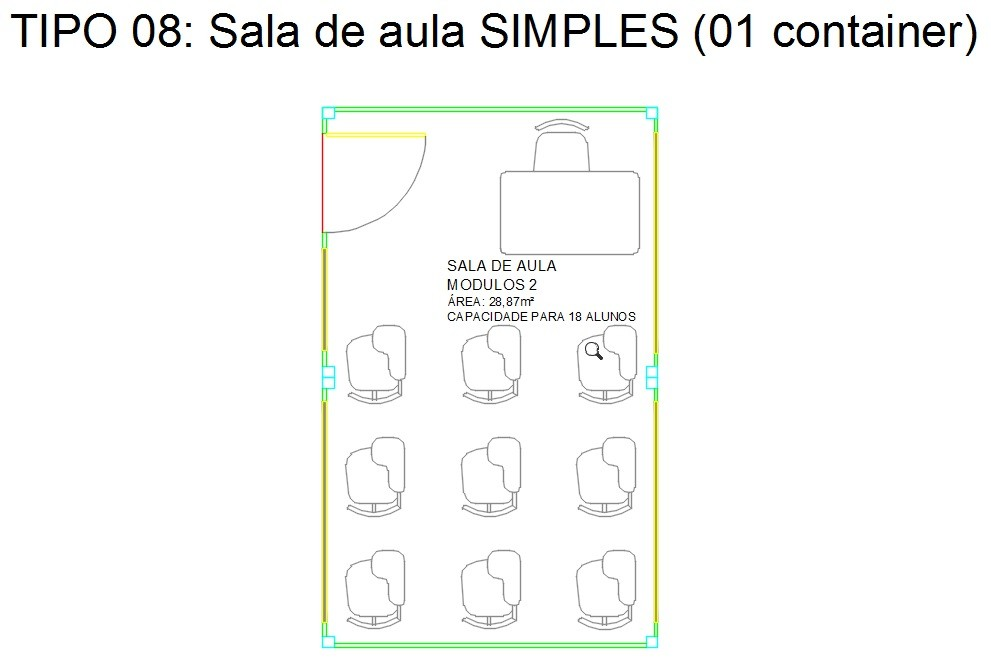 TIPO 08: Sala de aula SIMPLES (01 container)
SALA DE AULA
MODULOS 2
ÁREA: 28,87m²
CAPACIDADE PARA 18 ALUNOS